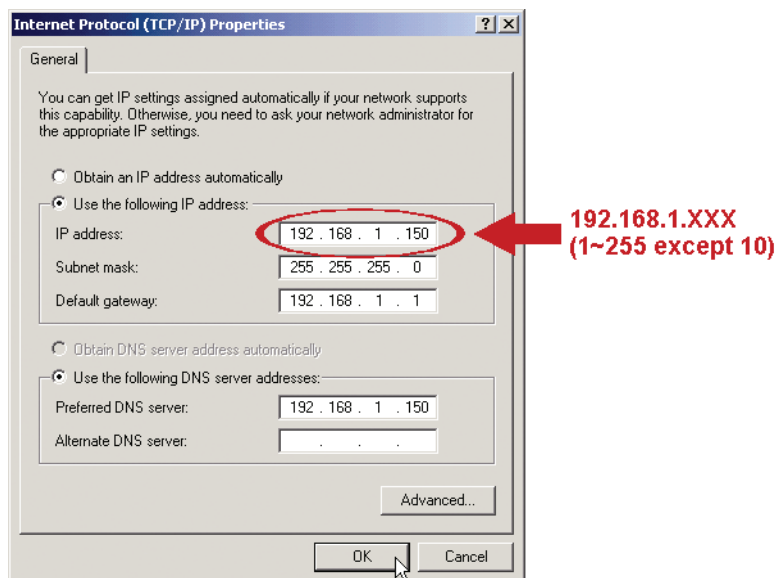 Internet Protocol (TCP/IP) Properties
General
You can get IP settings assigned automatically if your network supports
this capability. Otherwise, you need to ask your network administrator for
the appropriate IP settings.
Obtain an IP address automatically
Use the following IP address:
IP address: 192 . 168 . 1 . 150
Subnet mask: 255 . 255 . 255 . 0
Default gateway: 192 . 168 . 1 . 1
192.168.1.XXX
(1~255 except 10)
Obtain DNS server address automatically
Use the following DNS server addresses:
Preferred DNS server: 192 . 168 . 1 . 150
Alternate DNS server: . . .
Advanced...
OK Cancel